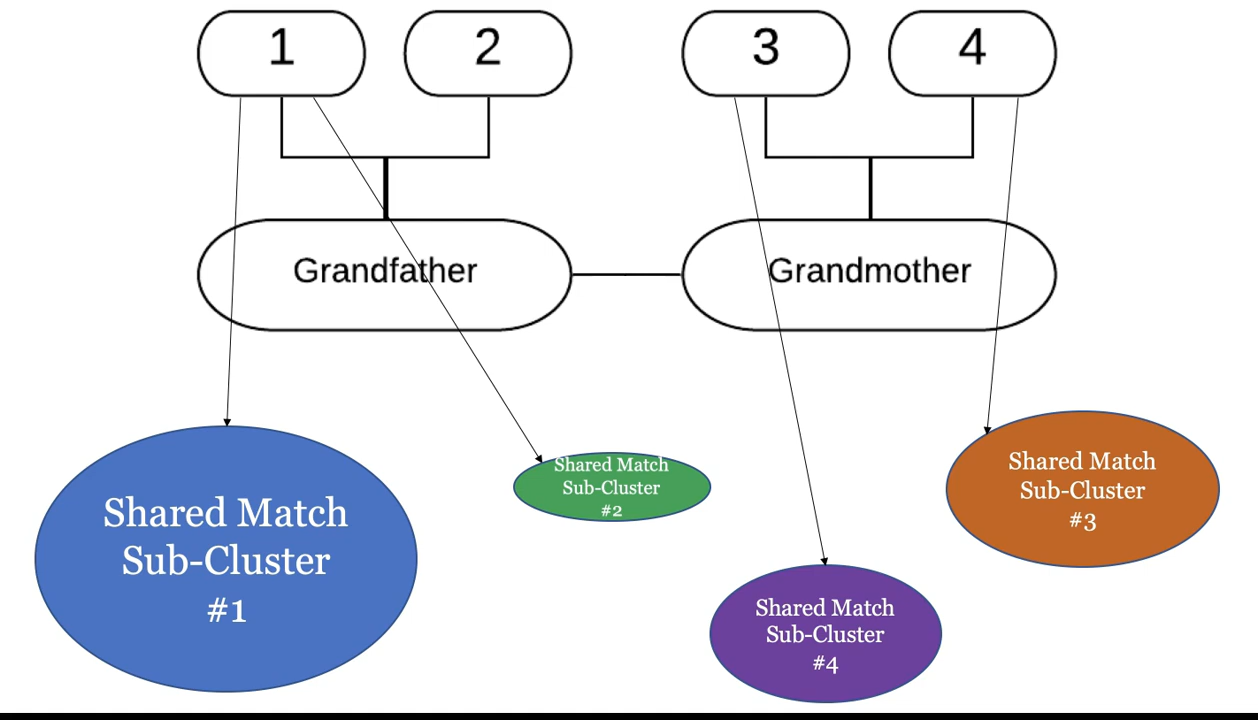 1
2
3
4
Grandfather
Grandmother
Shared Match
Sub-Cluster
#1
Shared Match
Sub-Cluster
#2
Shared Match
Sub-Cluster
#3
Shared Match
Sub-Cluster
#4